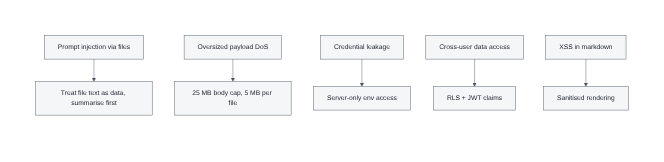 Prompt injection via files
Oversized payload DoS
Credential leakage
Cross-user data access
XSS in markdown
Treat file text as data,
summarise first
25 MB body cap, 5 MB per
file
Server-only env access
RLS + JWT claims
Sanitised rendering